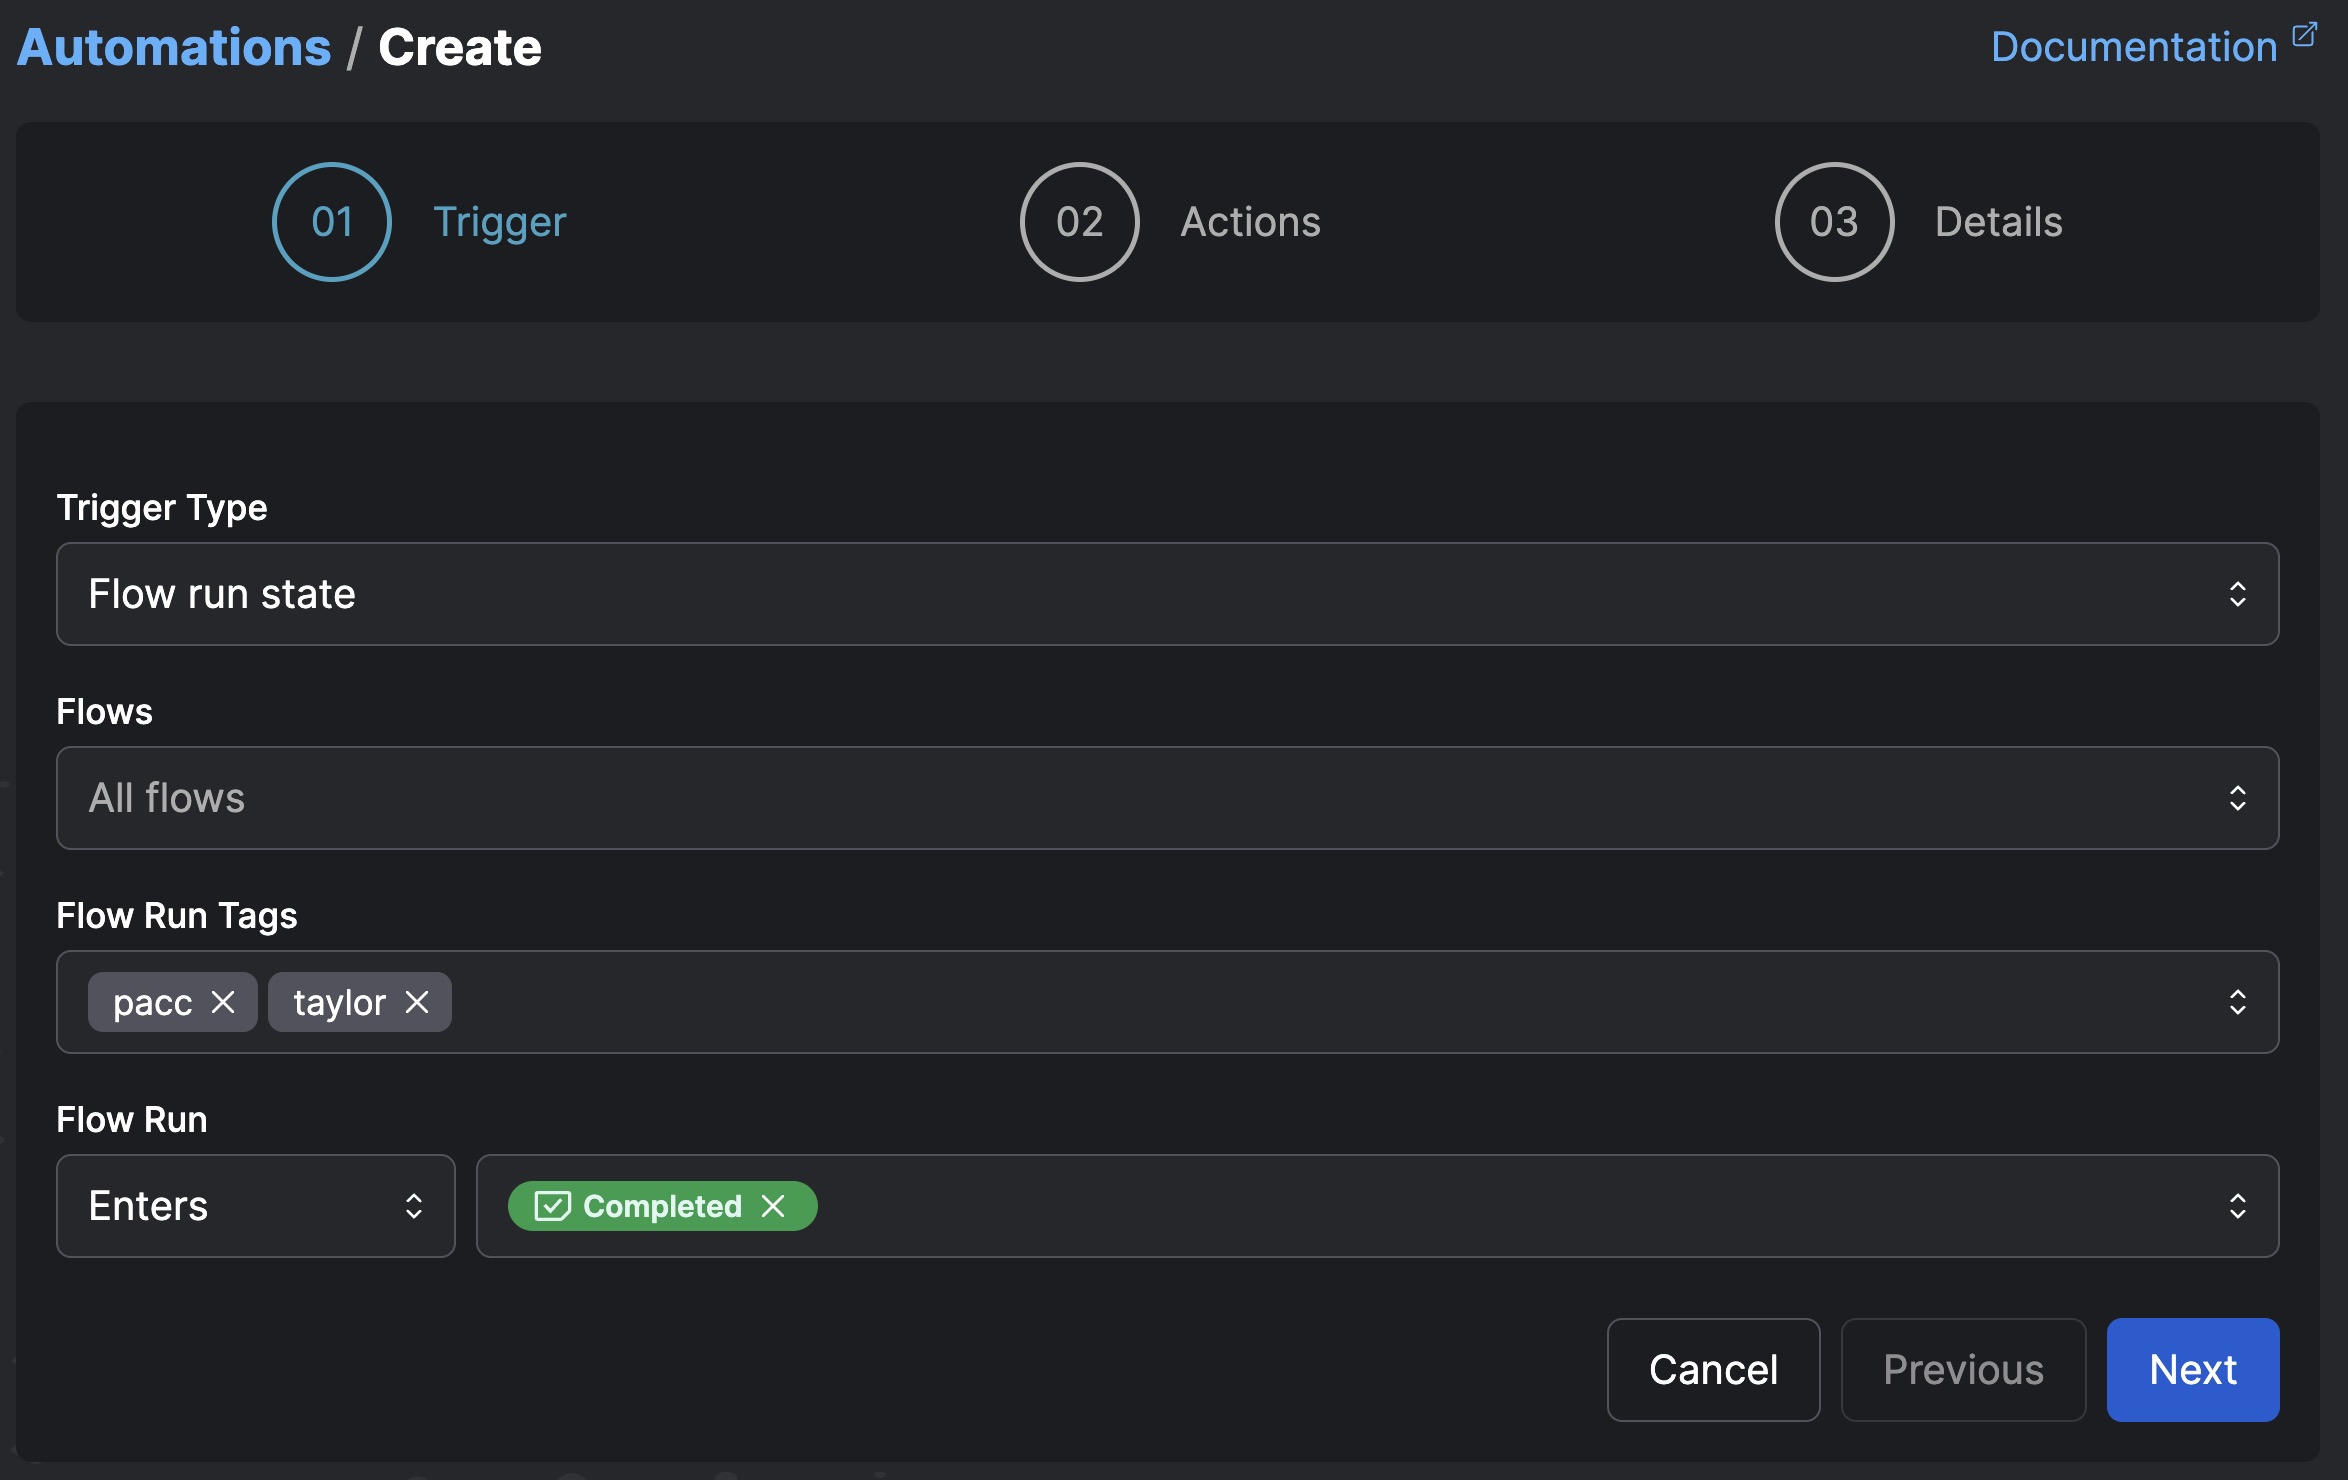 Automations / Create
Documentation
01 Trigger
02 Actions
03 Details
Trigger Type
Flow run state
Flows
All flows
Flow Run Tags
pacc
taylor
Flow Run
Enters
Completed
Cancel
Previous
Next